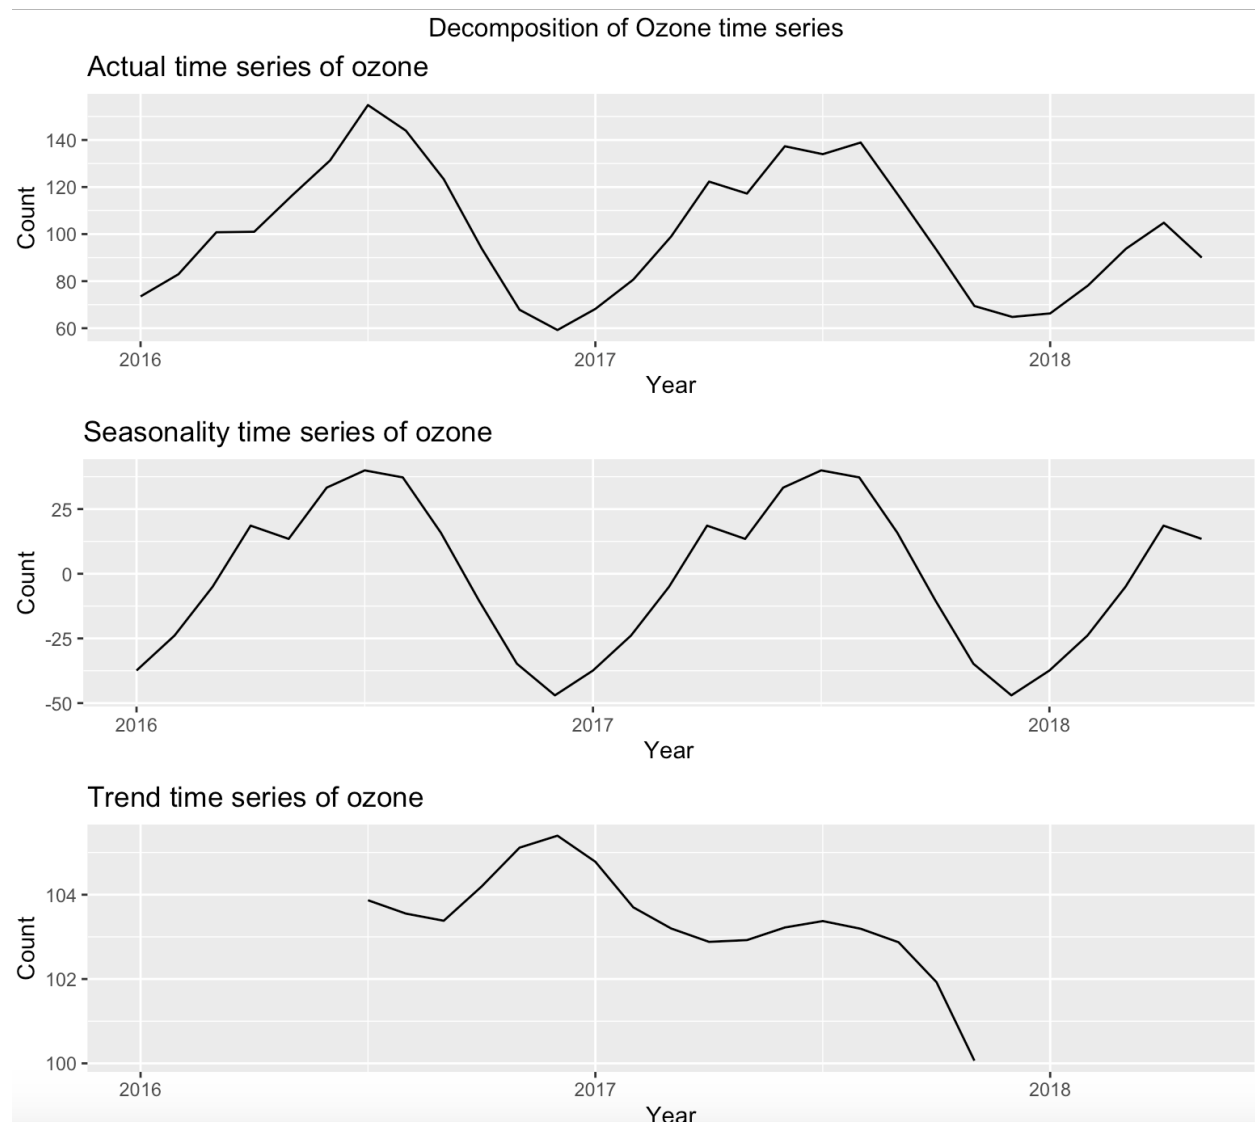 Decomposition of Ozone time series
Actual time series of ozone
140
120
100
80
60
Count
2016 2017 2018
Year
Seasonality time series of ozone
25
0
-25
-50
Count
2016 2017 2018
Year
Trend time series of ozone
104
102
100
Count
2016 2017 2018
Year